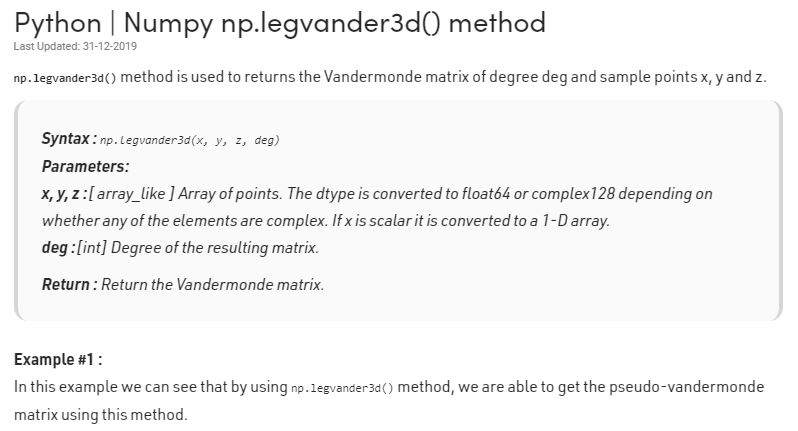 Python | Numpy np.legvander3d() method
Last Updated: 31-12-2019
np.legvander3d() method is used to returns the Vandermonde matrix of degree deg and sample points x, y and z.
Syntax : np.legvander3d(x, y, z, deg)
Parameters:
x, y, z :[ array_like ] Array of points. The dtype is converted to float64 or complex128 depending on
whether any of the elements are complex. If x is scalar it is converted to a 1-D array.
deg :[int] Degree of the resulting matrix.
Return : Return the Vandermonde matrix.
Example #1 :
In this example we can see that by using np.legvander3d() method, we are able to get the pseudo-vandermonde
matrix using this method.